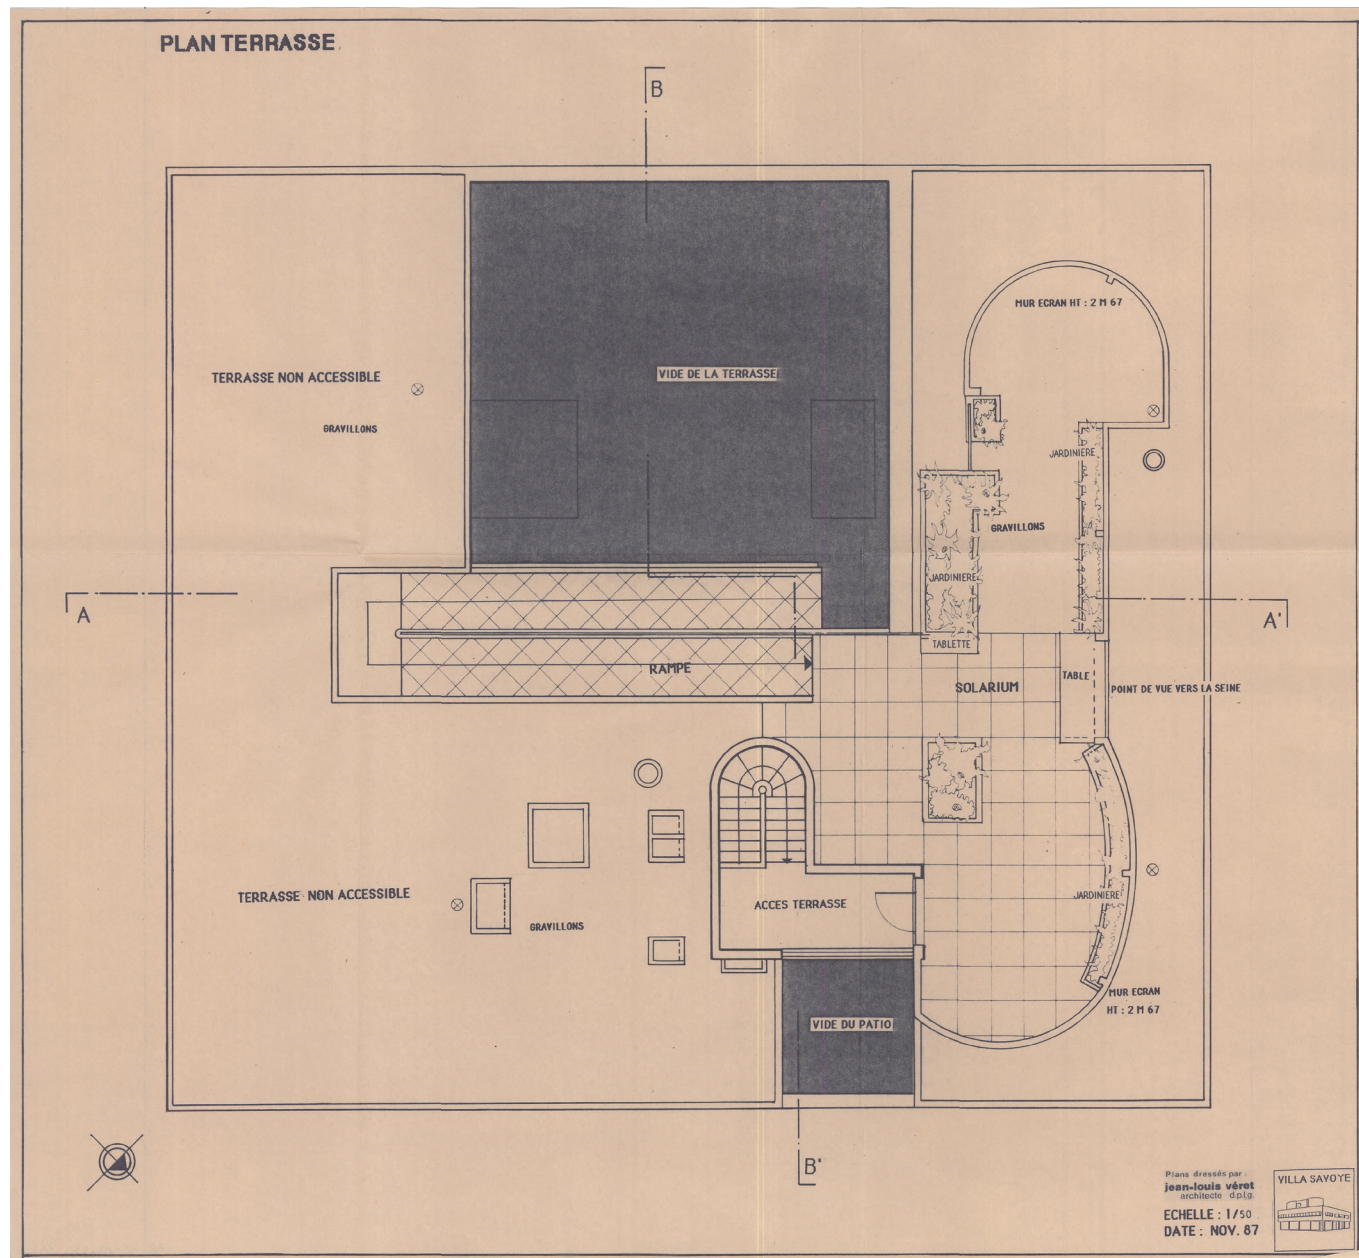 PLAN TERRASSE
B
MUR ECRAN HT : 2 M 67
TERRASSE NON ACCESSIBLE
VIDE DE LA TERRASSE
GRAVILLONS
JARDINIERE
GRAVILLONS
JARDINIERE
A
A'
TABLETTE
RAMPE
TABLE
SOLARIUM
POINT DE VUE VERS LA SEINE
TERRASSE NON ACCESSIBLE
JARDINIERE
ACCES TERRASSE
GRAVILLONS
MUR ECRAN
HT : 2 M 67
VIDE DU PATIO
B'
Plans dressés par :
jean-louis véret
architecte d.p.l.g.
ECHELLE : 1/50
DATE : NOV. 87
VILLA SAVOYE